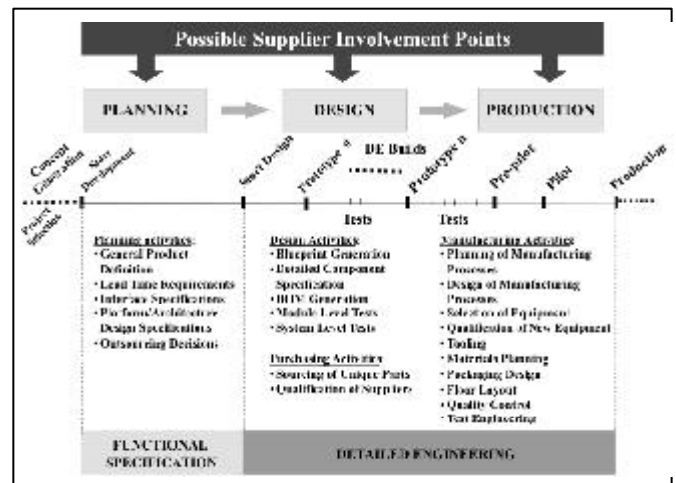 Possible Supplier Involvement Points
PLANNING
DESIGN
PRODUCTION
Concept
Generation
Start
Development
Start Design
Prototype
DE Builds
Prototype n
Pre-pilot
Pilot
Production
Project
Selection
Tests
Tests
Planning activities:
• General Product
Definition
• Lead Time Requirements
• Interface Specifications
• Platform/Architecture
Design Specifications
• Outsourcing Decisions
Design Activities:
• Blueprint Generation
• Detailed Component
Specification
• BOM Generation
• Module Level Tests
• System Level Tests
Purchasing Activities
• Sourcing of Unique Parts
• Qualification of Suppliers
Manufacturing Activities:
• Planning of Manufacturing
Processes
• Design of Manufacturing
Processes
• Selection of Equipment
• Qualification of New Equipment
• Tooling
• Materials Planning
• Packaging Design
• Floor Layout
• Quality Control
• Test Engineering
FUNCTIONAL
SPECIFICATION
DETAILED ENGINEERING